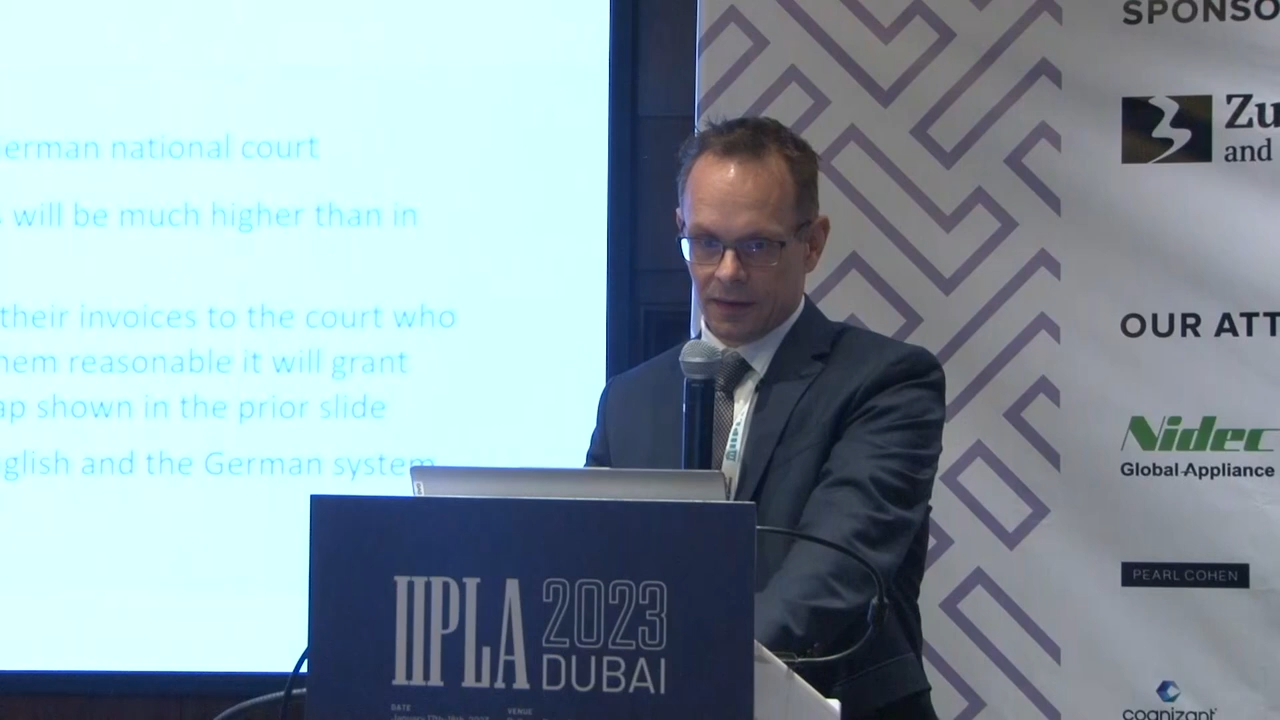 erman national court
will be much higher than in
their invoices to the court who
hem reasonable it will grant
ap shown in the prior slide
glish and the German system
SPONSO
Zu
and
OUR ATT
Nidec
Global Appliance
PEARL COHEN
cognizant
IIPLA 2023
DUBAI
DATE
VENUE